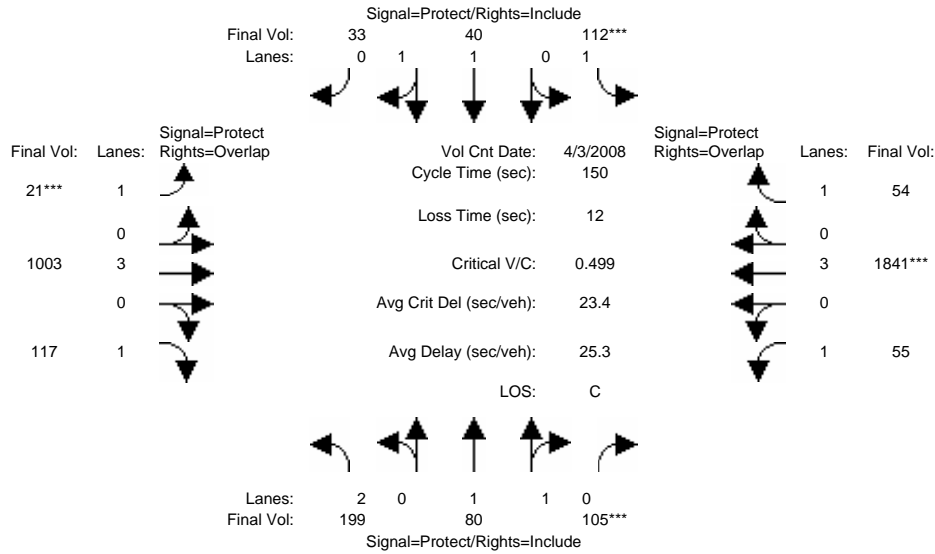 Signal=Protect/Rights=Include
Final Vol: 33 40 112***
Lanes: 0 1 1 0 1
Signal=Protect Signal=Protect
Final Vol: Lanes: Rights=Overlap Vol Cnt Date: 4/3/2008 Rights=Overlap Lanes: Final Vol:
Cycle Time (sec): 150
21*** 1 1 54
Loss Time (sec): 12
0 0
1003 3 Critical V/C: 0.499 3 1841***
0 Avg Crit Del (sec/veh): 23.4 0
117 1 Avg Delay (sec/veh): 25.3 1 55
LOS: C
Lanes: 2 0 1 1 0
Final Vol: 199 80 105***
Signal=Protect/Rights=Include